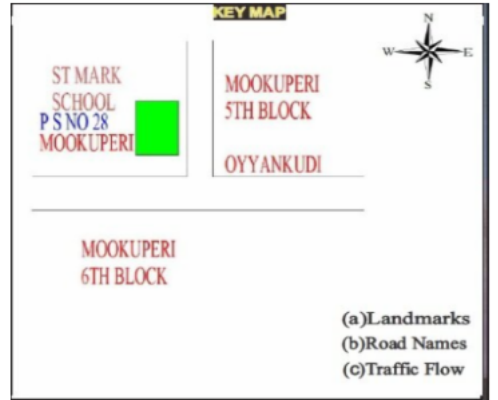 KEY MAP
N
W E
S
ST MARK
SCHOOL
P S NO 28
MOOKUPERI
MOOKUPERI
5TH BLOCK
OYYANKUDI
MOOKUPERI
6TH BLOCK
(a)Landmarks
(b)Road Names
(c)Traffic Flow